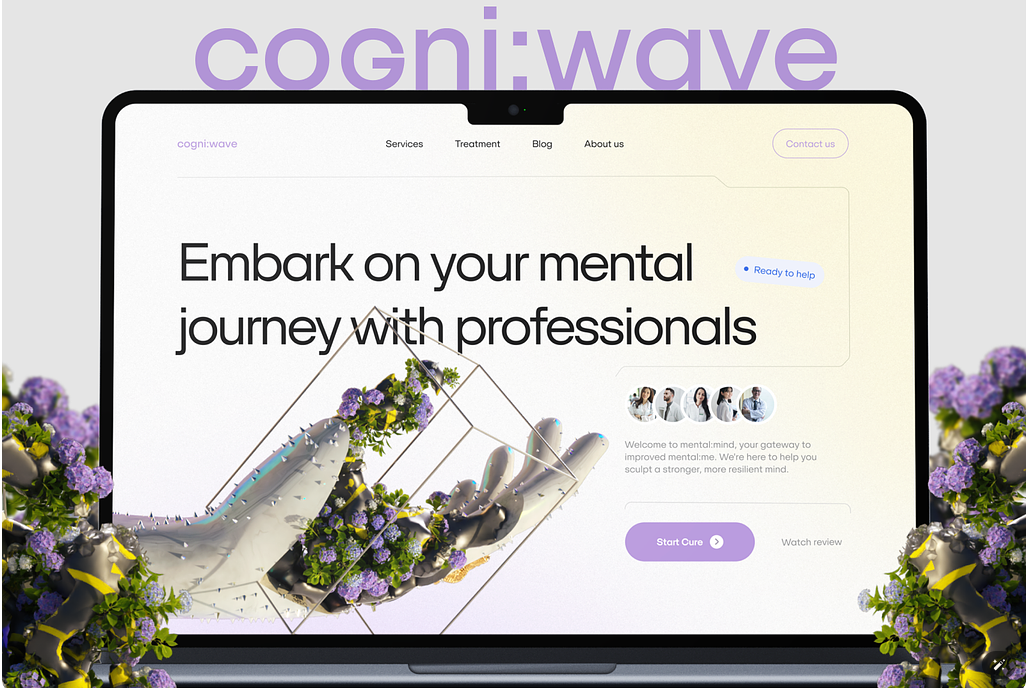 cogni:wave
cogni:wave
Services
Treatment
Blog
About us
Contact us
Embark on your mental
journey with professionals
Ready to help
Welcome to mental:mind, your gateway to
improved mental:me. We're here to help you
sculpt a stronger, more resilient mind.
Start Cure
Watch review